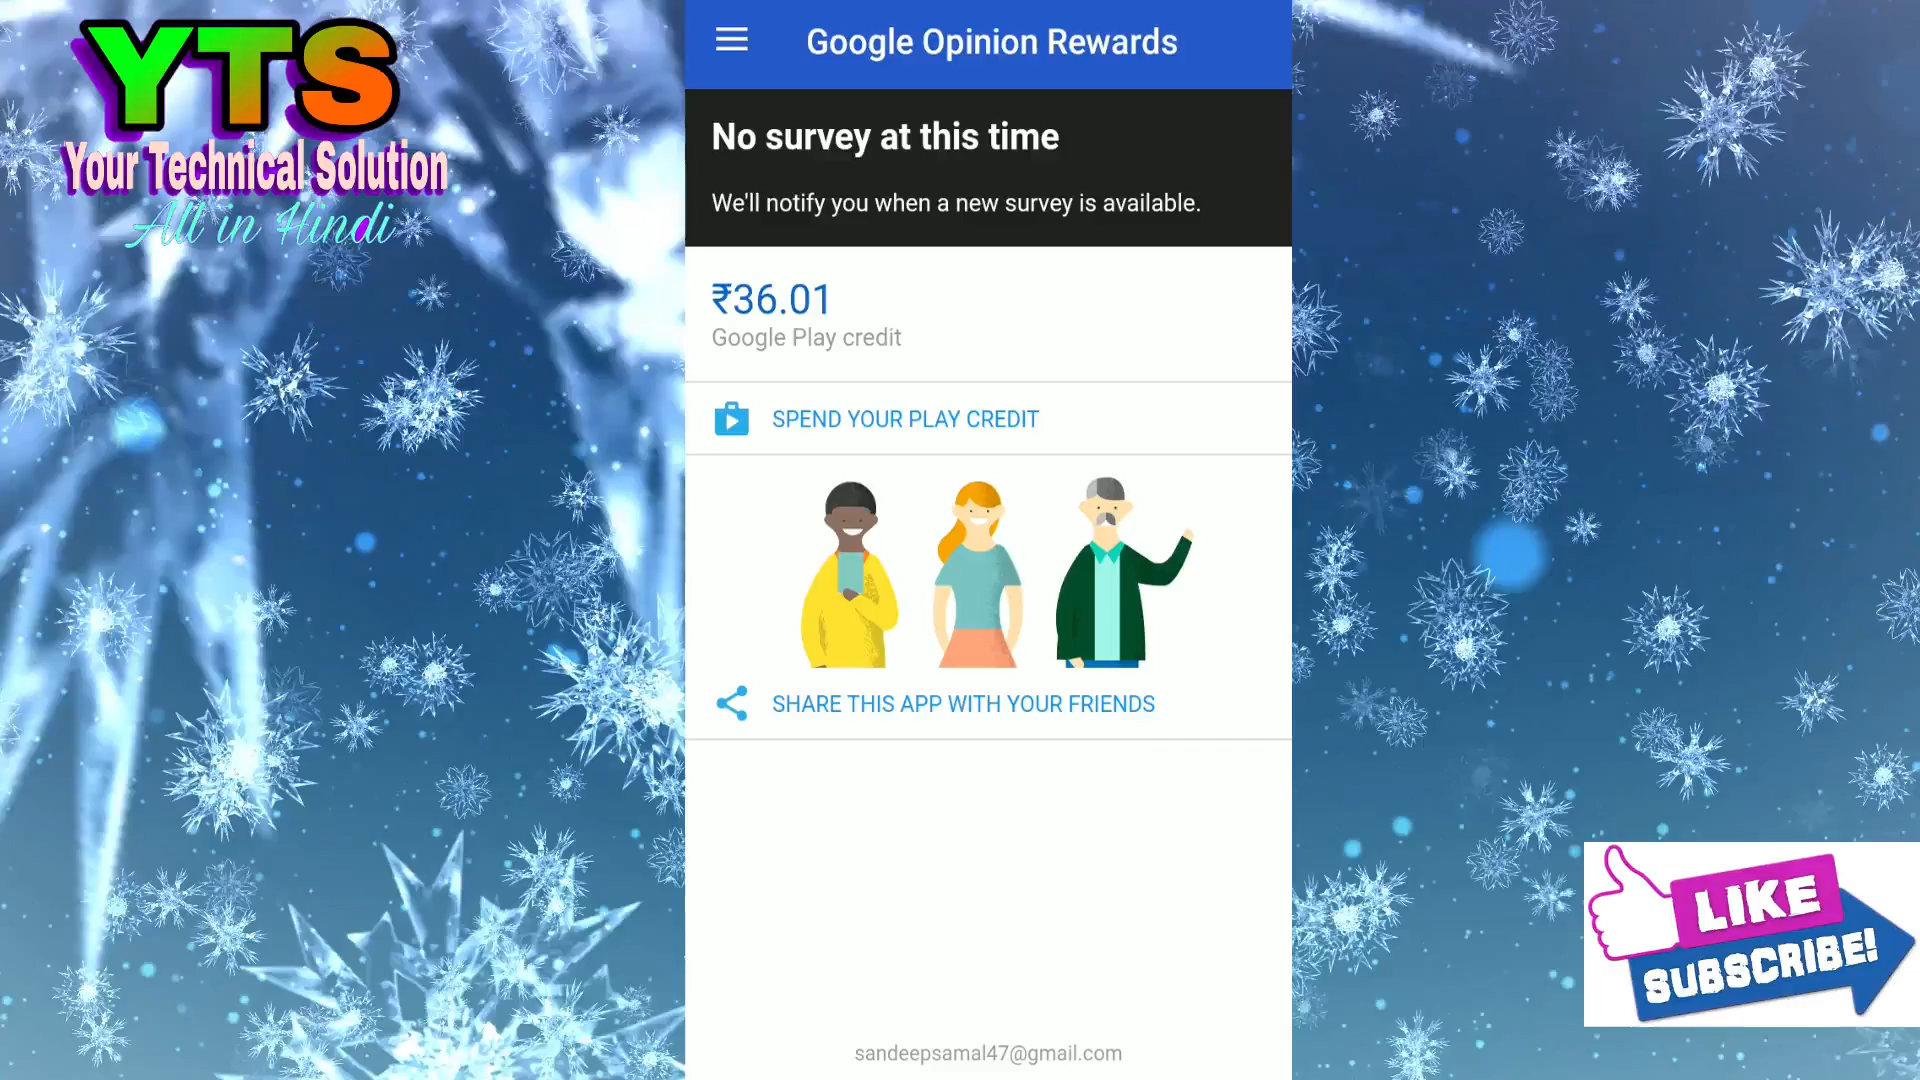 YTS
Your Technical Solution
All in Hindi
Google Opinion Rewards
No survey at this time
We'll notify you when a new survey is available.
₹36.01
Google Play credit
SPEND YOUR PLAY CREDIT
SHARE THIS APP WITH YOUR FRIENDS
sandeepsamal47@gmail.com
LIKE
SUBSCRIBE!